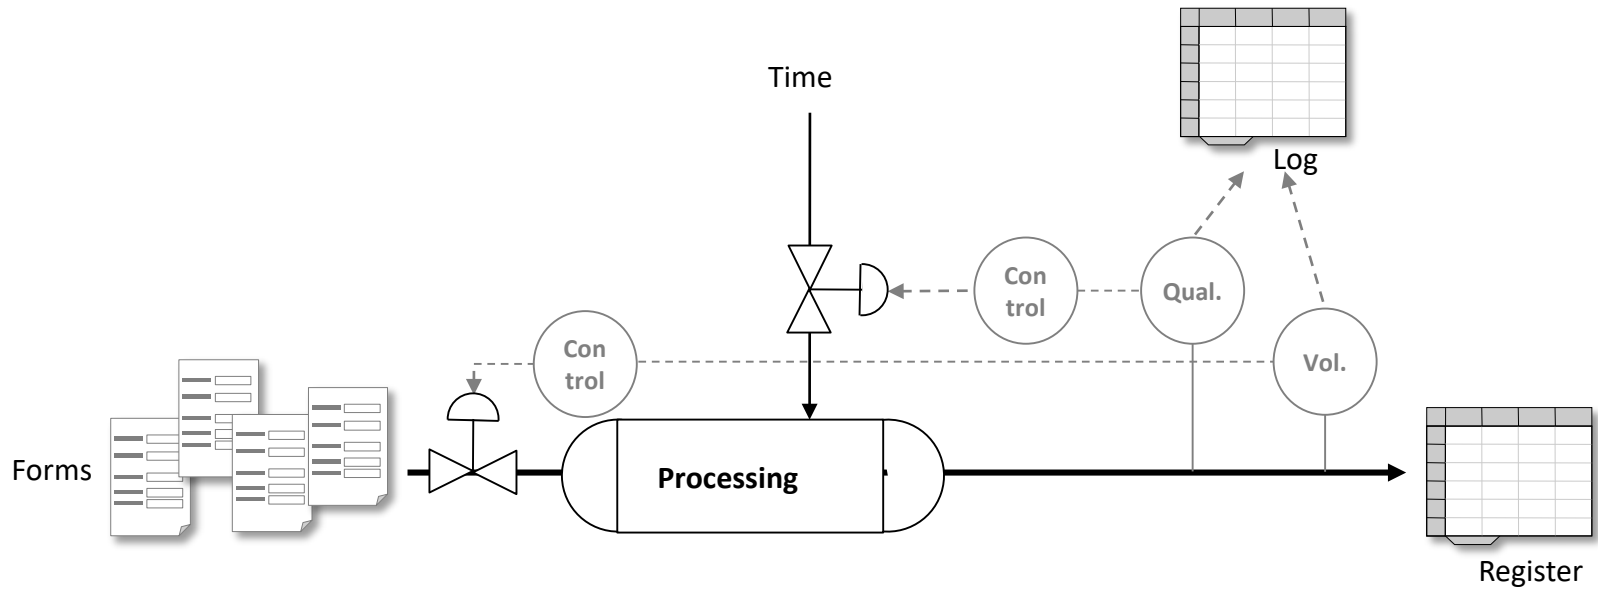 Time
Log
Con
trol
Qual.
Con
trol
Vol.
Forms
Processing
Register